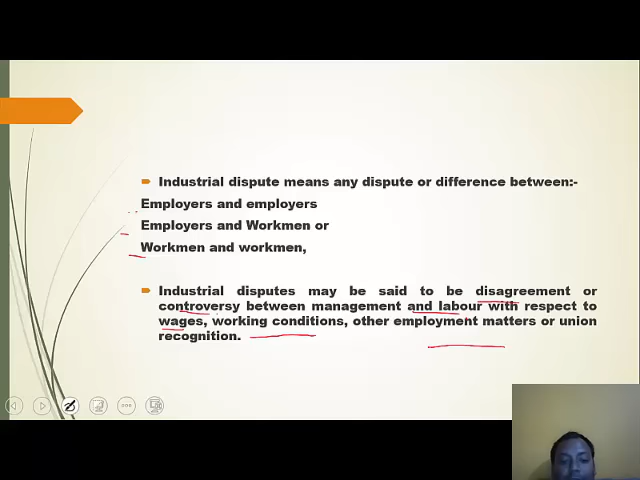 Industrial dispute means any dispute or difference between:-
Employers and employers
Employers and Workmen or
Workmen and workmen,
Industrial disputes may be said to be disagreement or
controversy between management and labour with respect to
wages, working conditions, other employment matters or union
recognition.